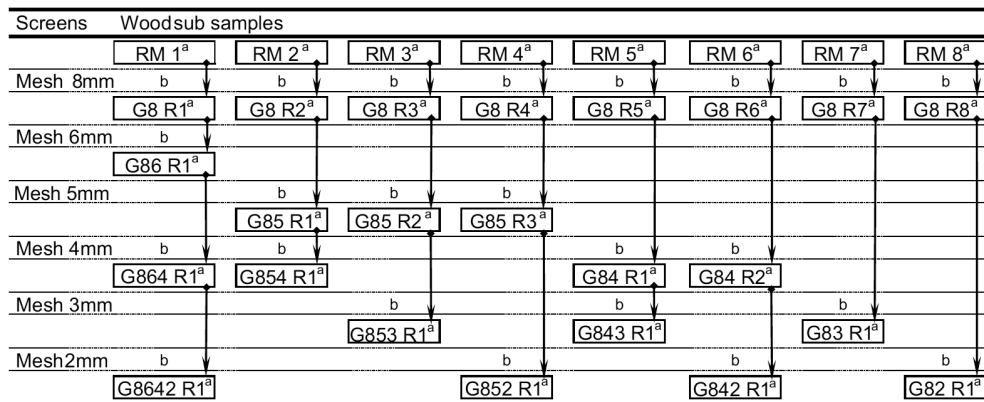 Screens Woodsub samples
RM 1a RM 2a RM 3a RM 4a RM 5a RM 6a RM 7a RM 8a
Mesh 8mm b b b b b b b b
G8 R1a G8 R2a G8 R3a G8 R4a G8 R5a G8 R6a G8 R7a G8 R8a
Mesh 6mm b
G86 R1a
Mesh 5mm b b b
G85 R1a G85 R2a G85 R3a
Mesh 4mm b b b b
G864 R1a G854 R1a G84 R1a G84 R2a
Mesh 3mm b b b
G853 R1a G843 R1a G83 R1a
Mesh2mm b b b b
G8642 R1a G852 R1a G842 R1a G82 R1a